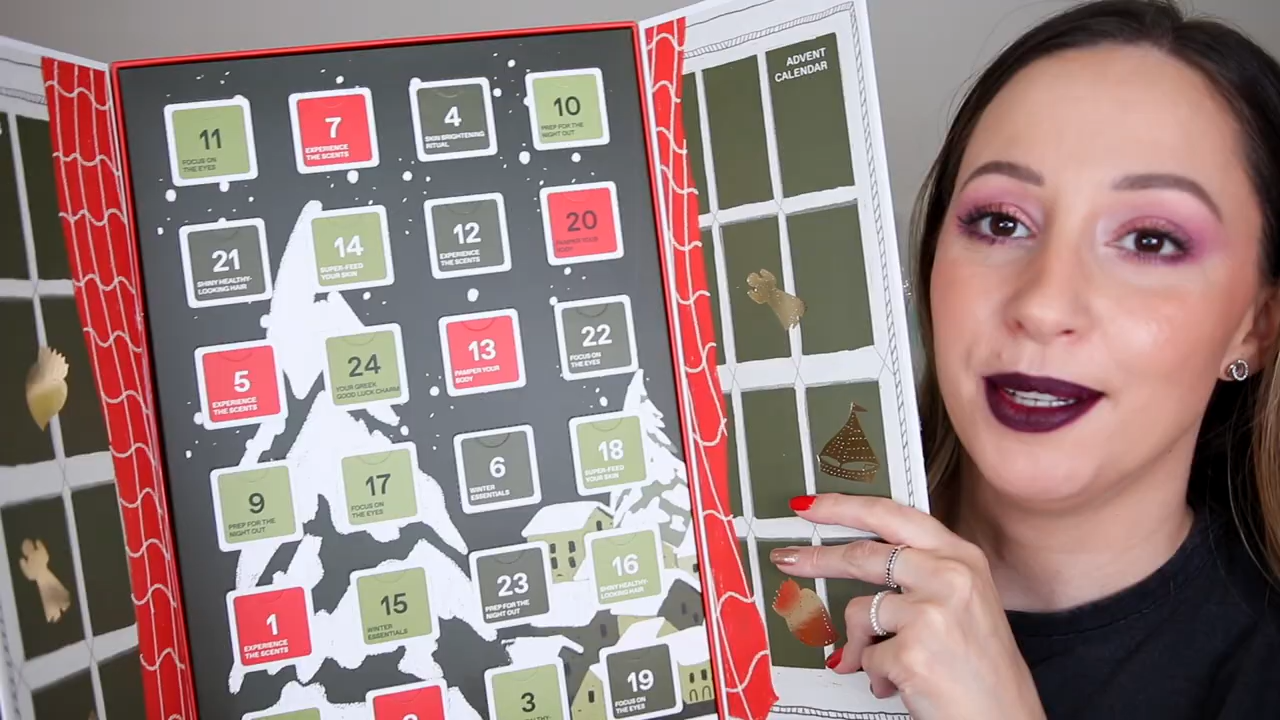 ADVENT
CALENDAR
11
FOCUS ON
THE EYES
7
EXPERIENCE
THE SCENTS
4
SKIN BRIGHTENING
RITUAL
10
PREP FOR THE
NIGHT OUT
21
SHINY HEALTHY-
LOOKING HAIR
14
SUPER-FEED
YOUR SKIN
12
EXPERIENCE
THE SCENTS
20
PAMPER YOUR
BODY
5
EXPERIENCE
THE SCENTS
24
YOUR GREEK
GOOD LUCK CHARM
13
PAMPER YOUR
BODY
22
FOCUS ON
THE EYES
9
PREP FOR THE
NIGHT OUT
17
FOCUS ON
THE EYES
6
WINTER
ESSENTIALS
18
SUPER-FEED
YOUR SKIN
1
EXPERIENCE
THE SCENTS
15
WINTER
ESSENTIALS
23
PREP FOR THE
NIGHT OUT
16
SHINY HEALTHY-
LOOKING HAIR
3
19
FOCUS ON
THE EYES